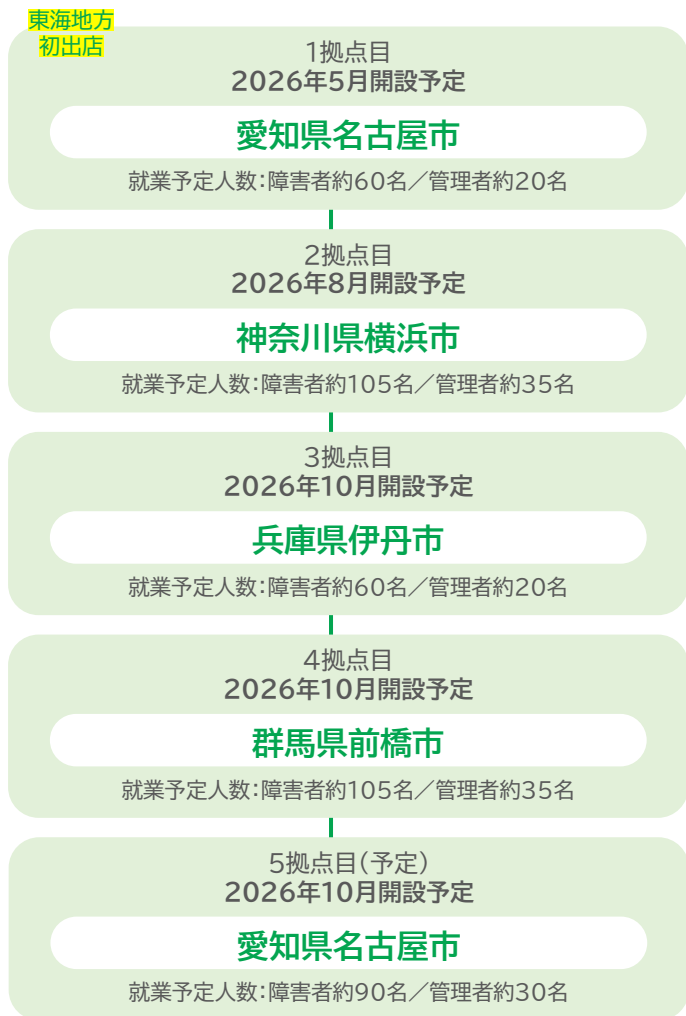 東海地方
初出店
1拠点目
2026年5月開設予定
愛知県名古屋市
就業予定人数:障害者約60名／管理者約20名
2拠点目
2026年8月開設予定
神奈川県横浜市
就業予定人数:障害者約105名／管理者約35名
3拠点目
2026年10月開設予定
兵庫県伊丹市
就業予定人数:障害者約60名／管理者約20名
4拠点目
2026年10月開設予定
群馬県前橋市
就業予定人数:障害者約105名／管理者約35名
5拠点目(予定)
2026年10月開設予定
愛知県名古屋市
就業予定人数:障害者約90名／管理者約30名